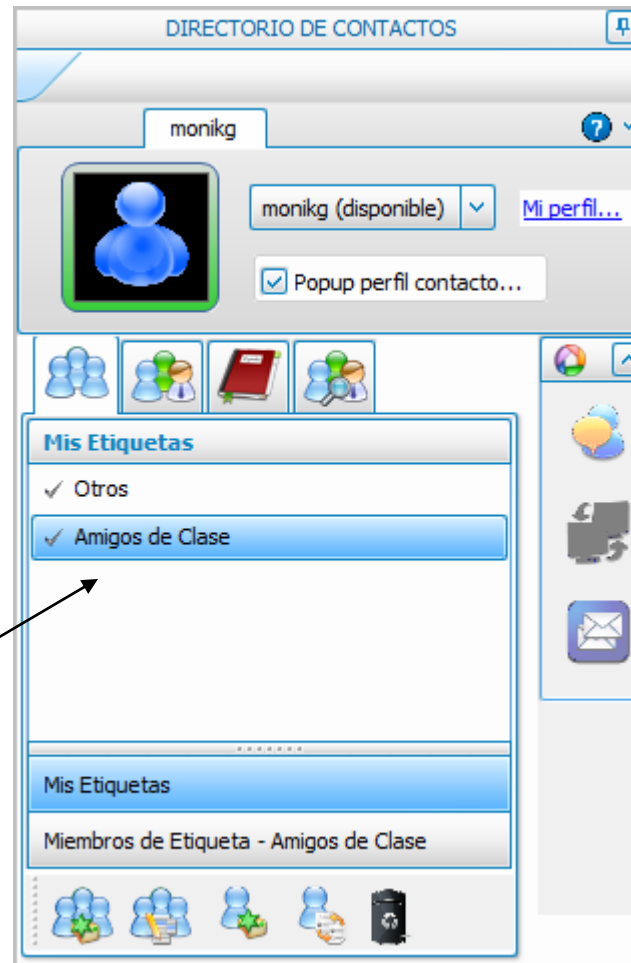 DIRECTORIO DE CONTACTOS
monikg
?
monikg (disponible)
Mi perfil...
Popup perfil contacto...
Mis Etiquetas
Otros
Amigos de Clase
Mis Etiquetas
Miembros de Etiqueta - Amigos de Clase